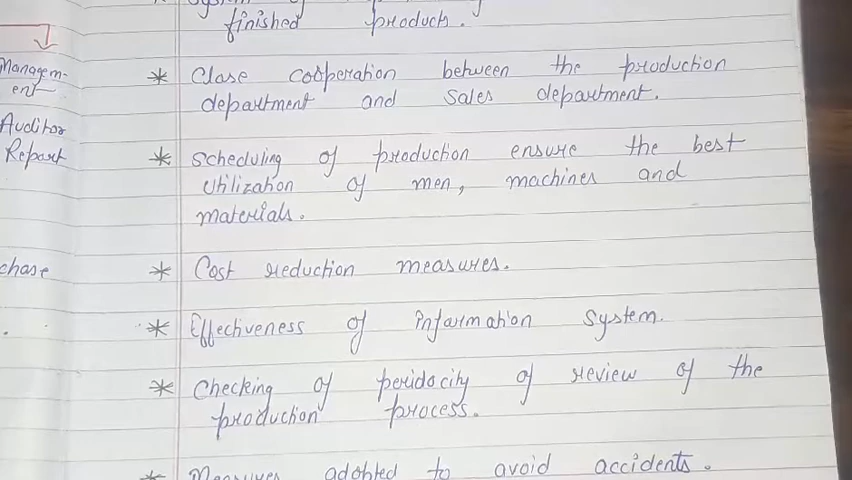 finished products.
* Close cooperation between the production
department and sales department.
* Scheduling of production ensure the best
utilization of men, machines and
materials.
* Cost reduction measures.
* Effectiveness of information system.
* Checking of peridocity of review of the
production process.
* Measures adopted to avoid accidents.
Managem-
ent
Auditor
Report
chase